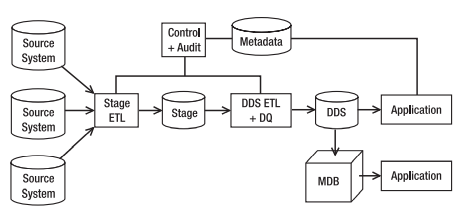 Source
System
Control
+ Audit
Metadata
Source
System
Stage
ETL
Stage
DDS ETL
+ DQ
DDS
Application
Source
System
MDB
Application